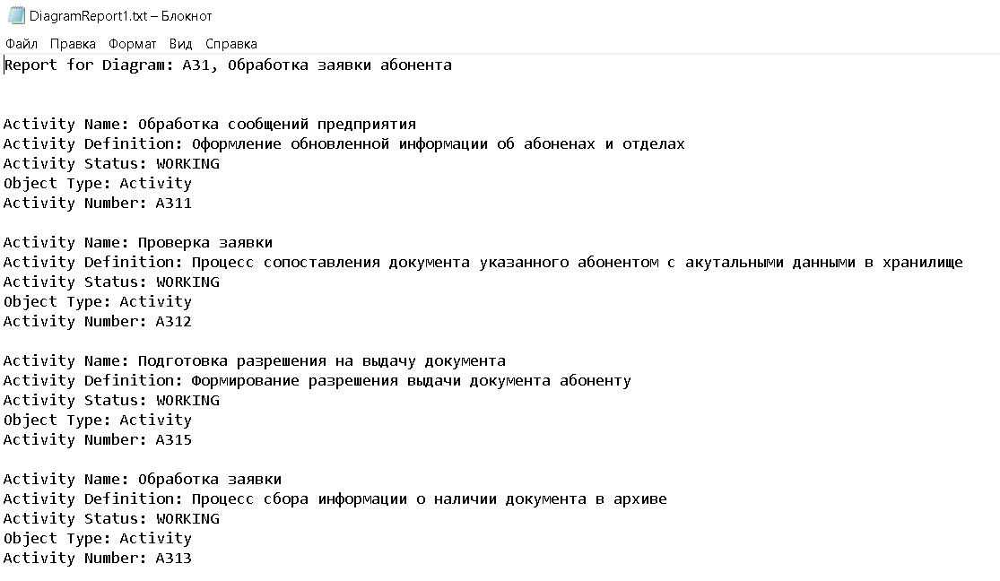 DiagramReport1.txt – Блокнот
Файл Правка Формат Вид Справка
Report for Diagram: A31, Обработка заявки абонента
Activity Name: Обработка сообщений предприятия
Activity Definition: Оформление обновленной информации об абоненах и отделах
Activity Status: WORKING
Object Type: Activity
Activity Number: A311
Activity Name: Проверка заявки
Activity Definition: Процесс сопоставления документа указанного абонентом с акутальными данными в хранилище
Activity Status: WORKING
Object Type: Activity
Activity Number: A312
Activity Name: Подготовка разрешения на выдачу документа
Activity Definition: Формирование разрешения выдачи документа абоненту
Activity Status: WORKING
Object Type: Activity
Activity Number: A315
Activity Name: Обработка заявки
Activity Definition: Процесс сбора информации о наличии документа в архиве
Activity Status: WORKING
Object Type: Activity
Activity Number: A313